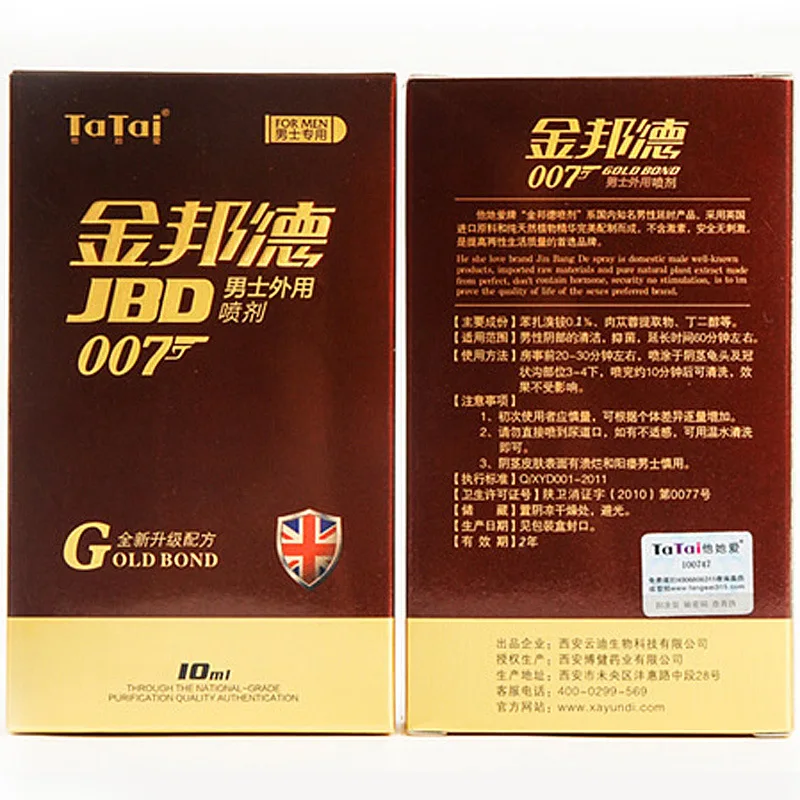 TaTai®
他她爱
FOR MEN
男士专用
金邦德
JBD 男士外用
喷剂
007
GOLD BOND
全新升级配方
10ml
THROUGH THE NATIONAL-GRADE
PURIFICATION QUALITY AUTHENTICATION
金邦德
007 GOLD BOND
男士外用喷剂
他她爱牌“金邦德喷剂”系国内知名男性延时产品,采用英国
进口原料和纯天然植物精华完美配制而成,不含激素,安全无刺激,
是提高两性生活质量的首选品牌。
He she love brand Jin Bang De spray is domestic male well-known
products, imported raw materials and pure natural plant extract made
from perfect, don't contain hormone, security no stimulation, is to im
prove the quality of life of the sexes preferred brand.
【主要成份】苯扎溴铵0.1%、肉苁蓉提取物、丁二醇等。
【适用范围】男性阴部的清洁,抑菌,延长时间60分钟左右。
【使用方法】房事前20-30分钟左右,喷涂于阴茎龟头及冠
状沟部位3-4下,喷完约10分钟后可清洗,效
果不受影响。
【注意事项】
1、初次使用者应慎量,可根据个体差异逐量增加。
2、请勿直接喷到尿道口,如有不适感,可用温水清洗
即可。
3、阴茎皮肤表面有溃烂和阳痿男士慎用。
【执行标准】Q/XYD001-2011
【卫生许可证号】陕卫消证字(2010)第0077号
【储 藏】置阴凉干燥处,避光。
【生产日期】见包装盒封口。
【有 效 期】2年
TaTai他她爱
100747
出品企业:西安云迪生物科技有限公司
授权生产:西安博健药业有限公司
生产地址:西安市未央区沣惠路中段28号
客服电话:400-0299-569
官方网站:www.xayundi.com